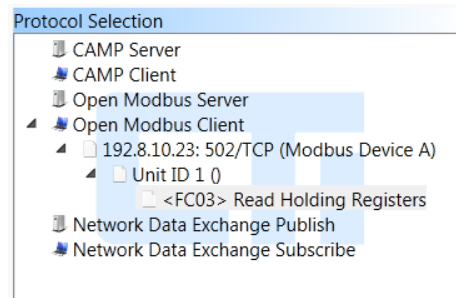 Protocol Selection
CAMP Server
CAMP Client
Open Modbus Server
Open Modbus Client
192.8.10.23: 502/TCP (Modbus Device A)
Unit ID 1 ()
<FC03> Read Holding Registers
Network Data Exchange Publish
Network Data Exchange Subscribe